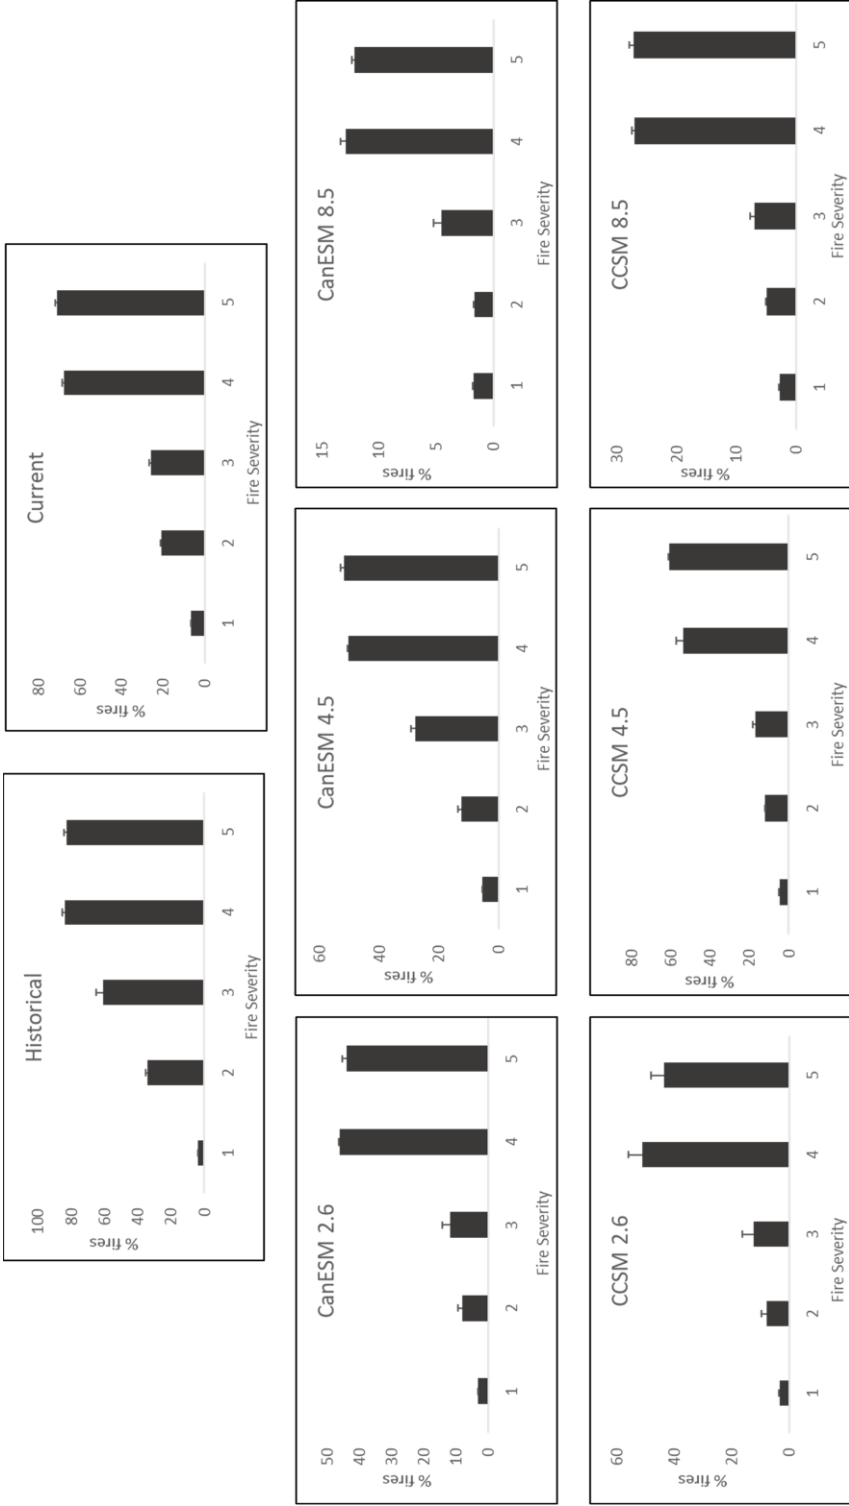 Historical
100
80
60
40
20
0
% fires
1 2 3 4 5
Fire Severity
Current
80
60
40
20
0
% fires
1 2 3 4 5
Fire Severity
CanESM 2.6
50
40
30
20
10
0
% fires
1 2 3 4 5
Fire Severity
CanESM 4.5
60
40
20
0
% fires
1 2 3 4 5
Fire Severity
CanESM 8.5
15
10
5
0
% fires
1 2 3 4 5
Fire Severity
CCSM 2.6
60
40
20
0
% fires
1 2 3 4 5
Fire Severity
CCSM 4.5
80
60
40
20
0
% fires
1 2 3 4 5
Fire Severity
CCSM 8.5
30
20
10
0
% fires
1 2 3 4 5
Fire Severity